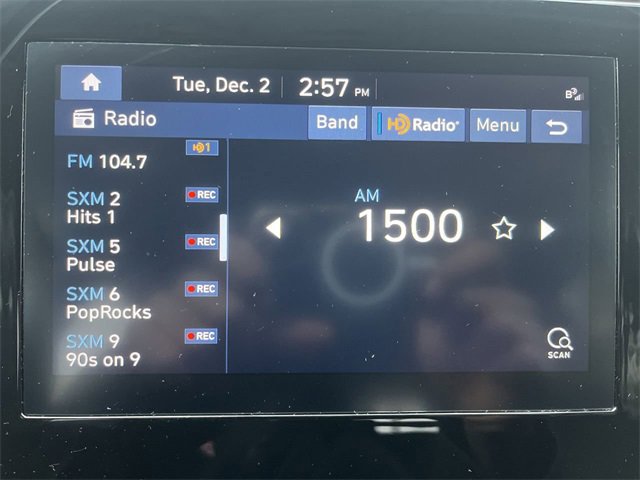 Tue, Dec. 2 2:57 PM
Radio Band HD Radio Menu
FM 104.7 HD1
SXM 2 REC
Hits 1
SXM 5 REC
Pulse
SXM 6 REC
PopRocks
SXM 9 REC
90s on 9
AM
1500
SCAN